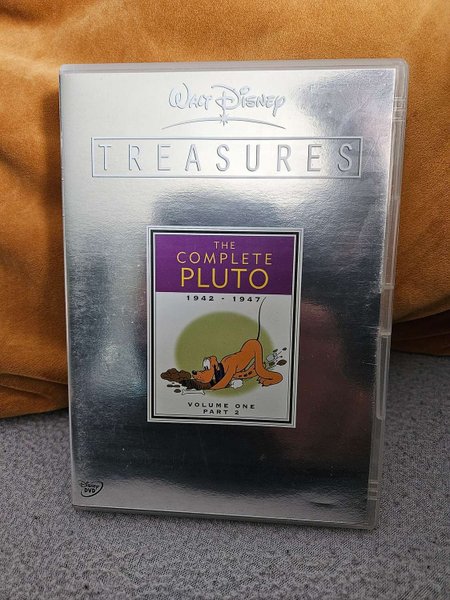 Walt Disney
TREASURES
THE
COMPLETE
PLUTO
1942 - 1947
VOLUME ONE
PART 2
Disney
DVD